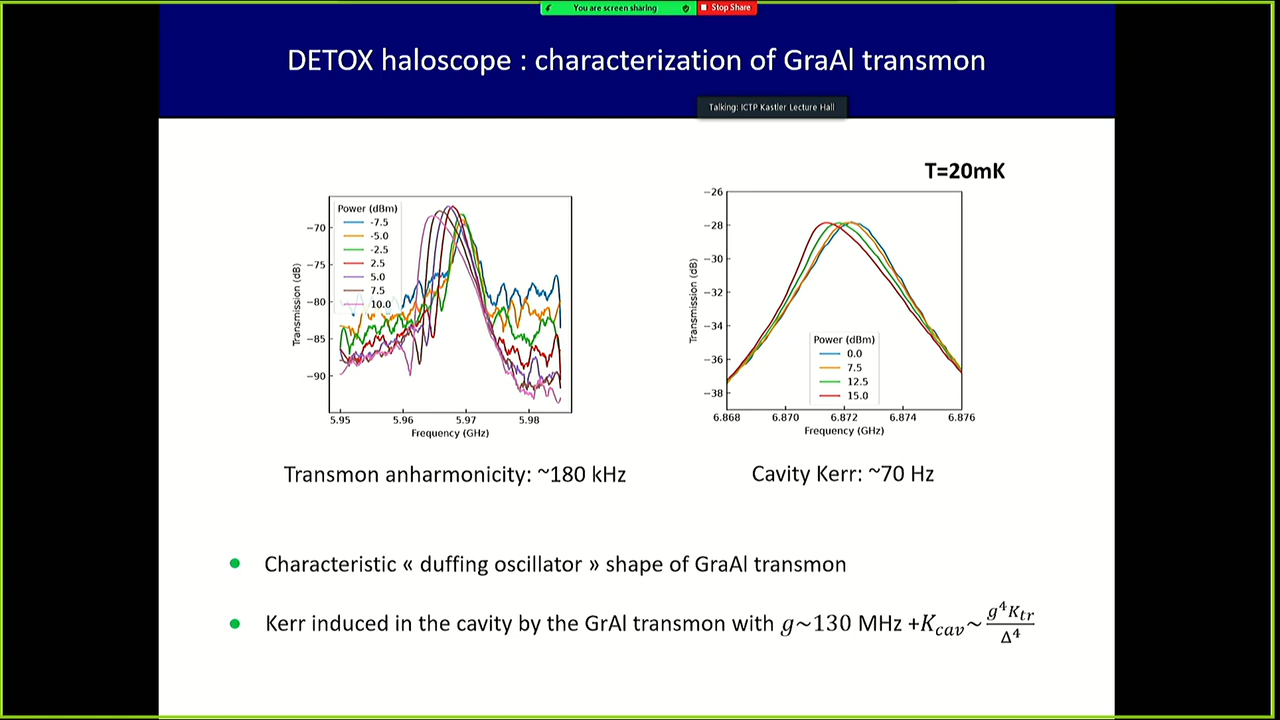 You are screen sharing
Stop Share
DETOX haloscope : characterization of GraAl transmon
Talking: ICTP Kastler Lecture Hall
T=20mK
Power (dBm)
-7.5
-5.0
-2.5
2.5
5.0
7.5
10.0
−70
−75
−80
−85
−90
Transmission (dB)
5.95 5.96 5.97 5.98
Frequency (GHz)
−26
−28
−30
−32
−34
−36
−38
Transmission (dB)
Power (dBm)
0.0
7.5
12.5
15.0
6.868 6.870 6.872 6.874 6.876
Frequency (GHz)
Transmon anharmonicity: ~180 kHz
Cavity Kerr: ~70 Hz
Characteristic « duffing oscillator » shape of GraAl transmon
Kerr induced in the cavity by the GrAl transmon with g~130 MHz +K_cav~ g⁴K_tr/Δ⁴